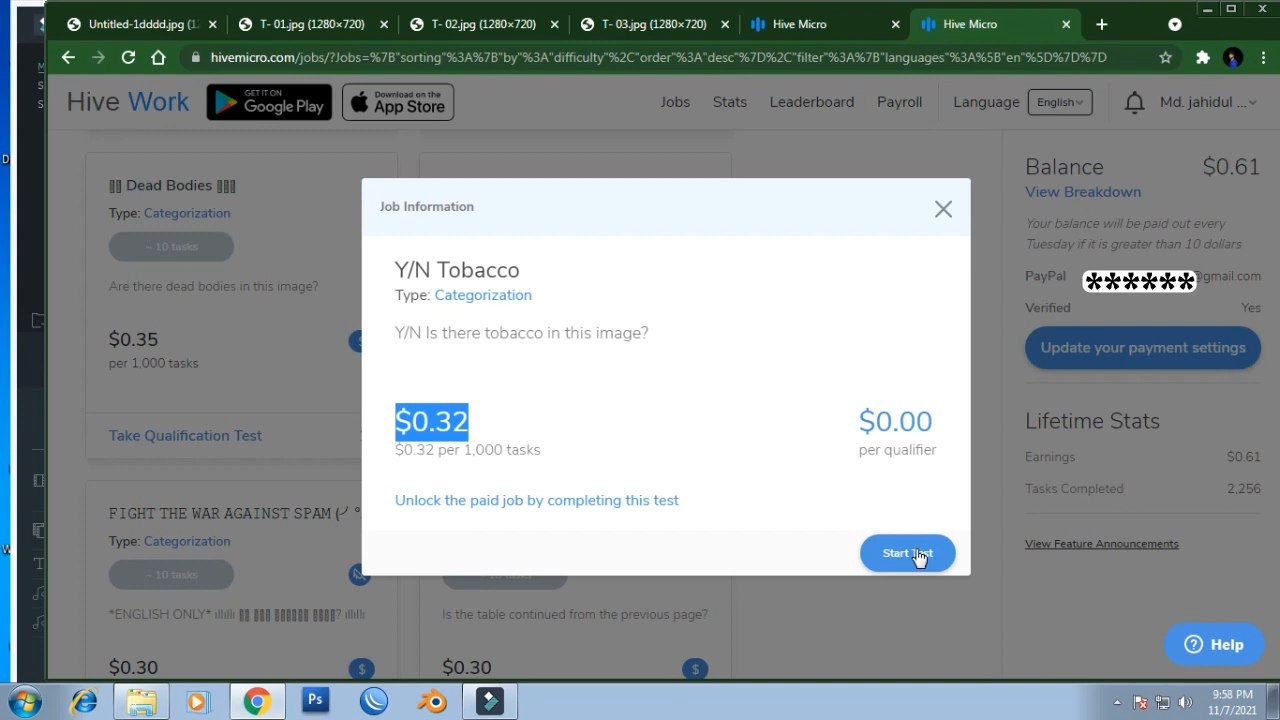 Untitled-1dddd.jpg (12
T- 01.jpg (1280×720)
T- 02.jpg (1280×720)
T- 03.jpg (1280×720)
Hive Micro
Hive Micro
hivemicro.com/jobs/?Jobs=%7B"sorting"%3A%7B"by"%3A"difficulty"%2C"order"%3A"desc"%7D%2C"filter"%3A%7B"languages"%3A%5B"en"%5D%7D%7D
Hive Work
GET IT ON
Google Play
Download on the
App Store
Jobs
Stats
Leaderboard
Payroll
Language
English
Md. jahidul ...
Dead Bodies
Type: Categorization
~ 10 tasks
Are there dead bodies in this image?
$0.35
per 1,000 tasks
Take Qualification Test
FIGHT THE WAR AGAINST SPAM
Type: Categorization
~ 10 tasks
*ENGLISH ONLY*
$0.30
$
Is the table continued from the previous page?
$0.30
$
Job Information
Y/N Tobacco
Type: Categorization
Y/N Is there tobacco in this image?
$0.32
$0.32 per 1,000 tasks
$0.00
per qualifier
Unlock the paid job by completing this test
Start Test
Balance
$0.61
View Breakdown
Your balance will be paid out every
Tuesday if it is greater than 10 dollars
PayPal
******@gmail.com
Verified
Yes
Update your payment settings
Lifetime Stats
Earnings
$0.61
Tasks Completed
2,256
View Feature Announcements
Help
Ps
9:58 PM
11/7/2021